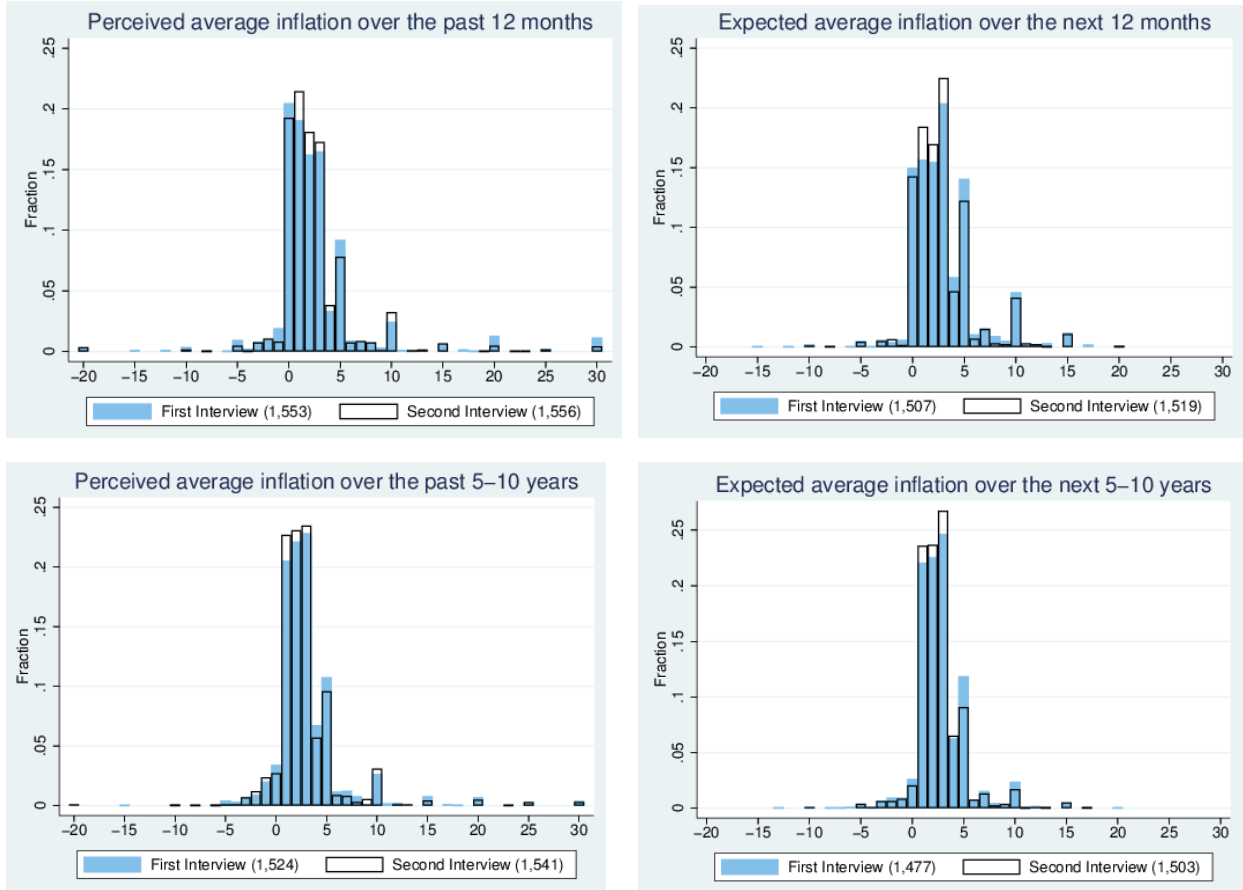 Perceived average inflation over the past 12 months
.25
.2
.15
.1
.05
0
Fraction
−20 −15 −10 −5 0 5 10 15 20 25 30
First Interview (1,553) Second Interview (1,556)
Expected average inflation over the next 12 months
.25
.2
.15
.1
.05
0
Fraction
−20 −15 −10 −5 0 5 10 15 20 25 30
First Interview (1,507) Second Interview (1,519)
Perceived average inflation over the past 5−10 years
.25
.2
.15
.1
.05
0
Fraction
−20 −15 −10 −5 0 5 10 15 20 25 30
First Interview (1,524) Second Interview (1,541)
Expected average inflation over the next 5−10 years
.25
.2
.15
.1
.05
0
Fraction
−20 −15 −10 −5 0 5 10 15 20 25 30
First Interview (1,477) Second Interview (1,503)